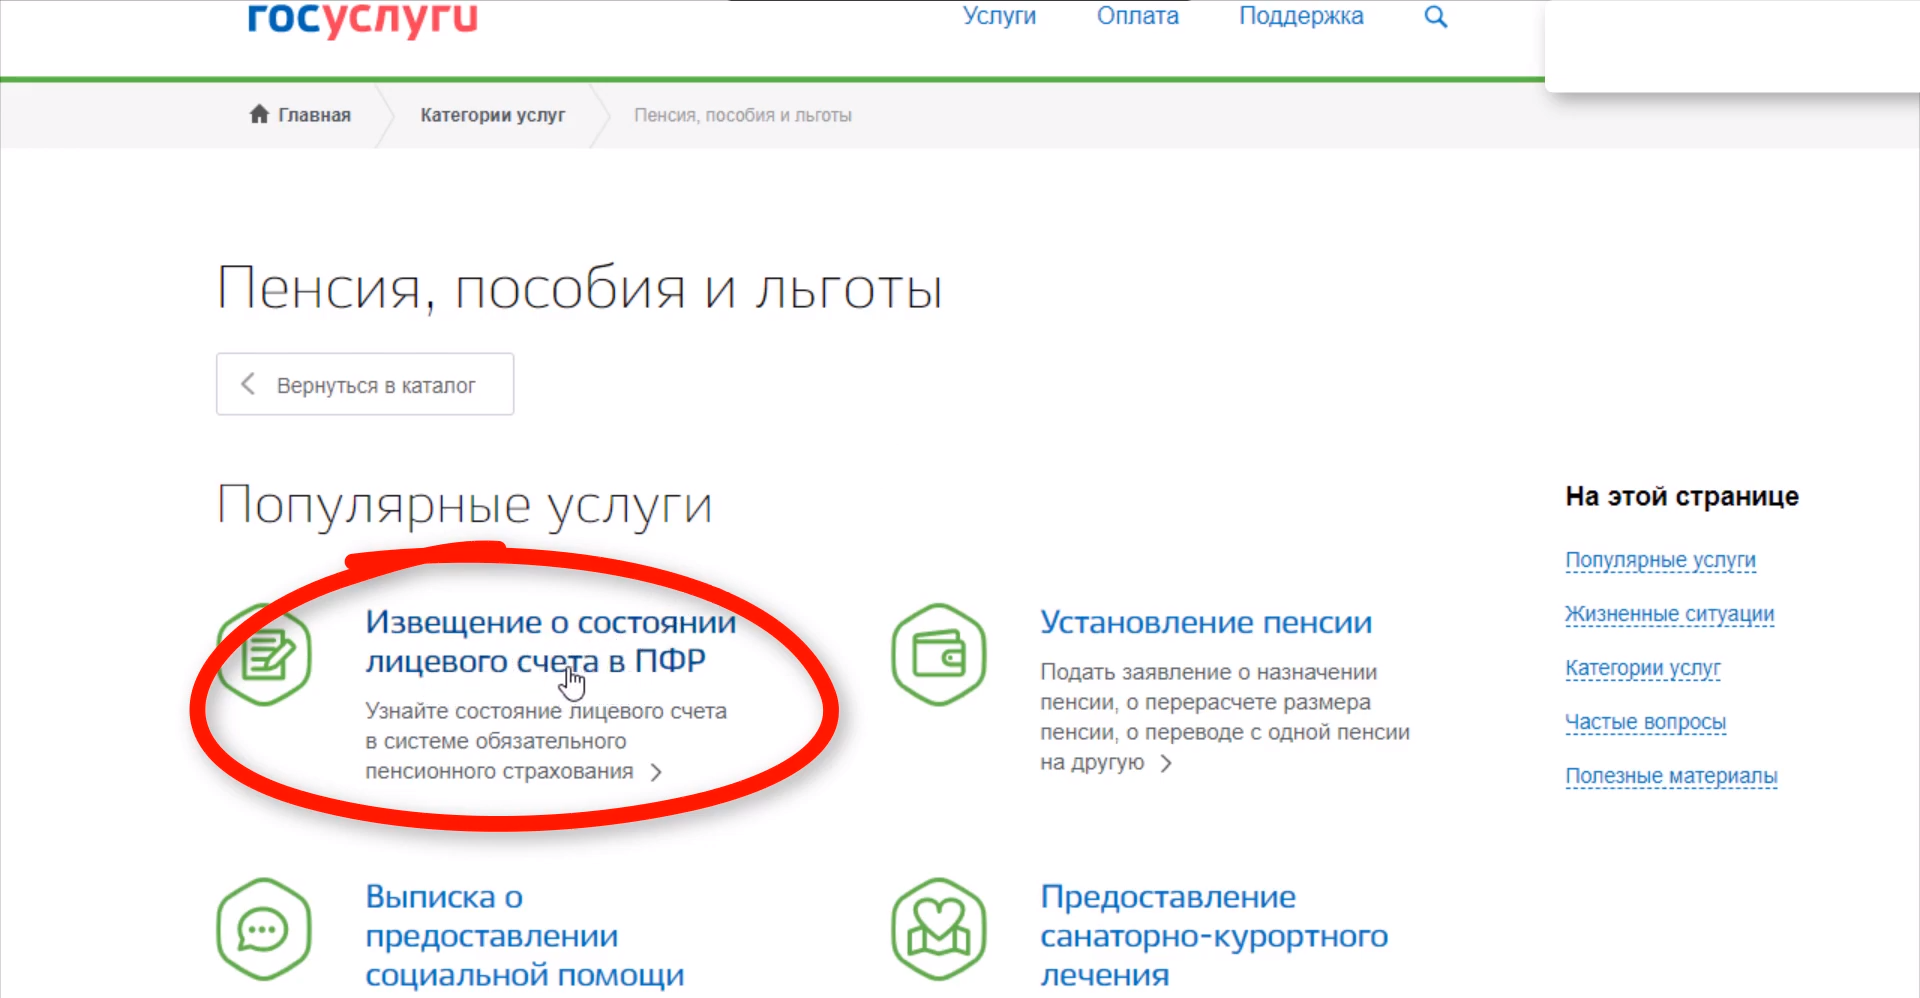 госуслуги
Услуги Оплата Поддержка
Главная Категории услуг Пенсия, пособия и льготы
Пенсия, пособия и льготы
Вернуться в каталог
Популярные услуги
Извещение о состоянии
лицевого счета в ПФР
Узнайте состояние лицевого счета
в системе обязательного
пенсионного страхования
Установление пенсии
Подать заявление о назначении
пенсии, о перерасчете размера
пенсии, о переводе с одной пенсии
на другую
Выписка о
предоставлении
социальной помощи
Предоставление
санаторно-курортного
лечения
На этой странице
Популярные услуги
Жизненные ситуации
Категории услуг
Частые вопросы
Полезные материалы